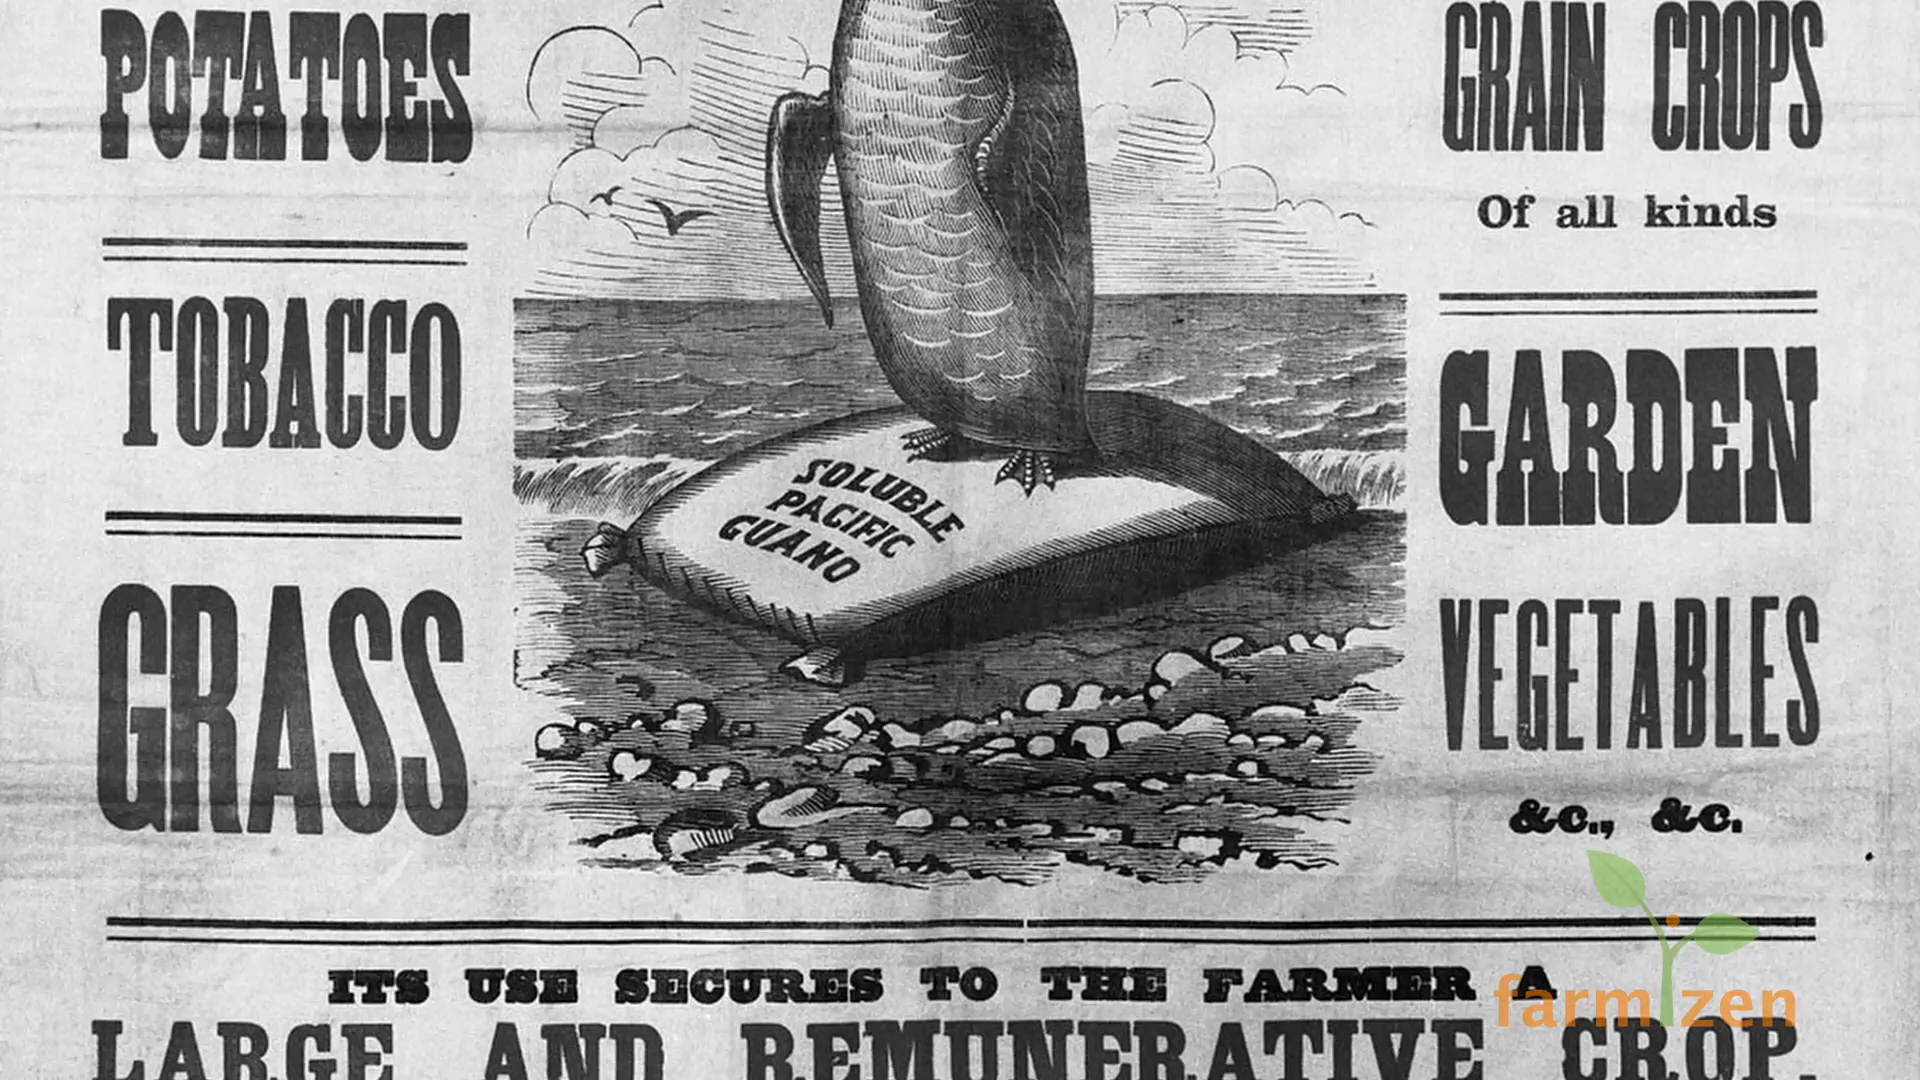 POTATOES
TOBACCO
GRASS
SOLUBLE
PACIFIC
GUANO
GRAIN CROPS
Of all kinds
GARDEN
VEGETABLES
&c., &c.
ITS USE SECURES TO THE FARMER A
LARGE AND REMUNERATIVE CROP.
farmizen